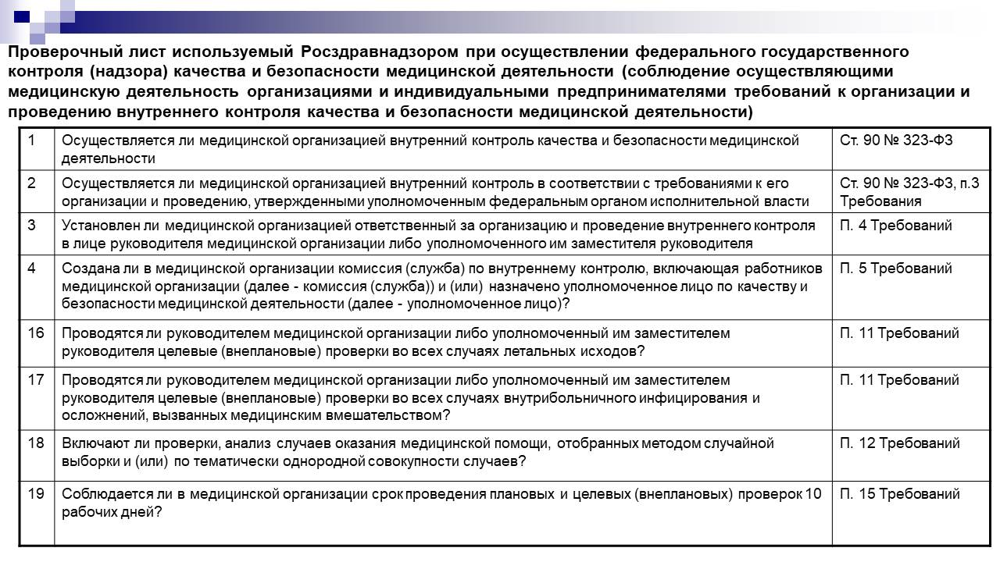 Проверочный лист используемый Росздравнадзором при осуществлении федерального государственного
контроля (надзора) качества и безопасности медицинской деятельности (соблюдение осуществляющими
медицинскую деятельность организациями и индивидуальными предпринимателями требований к организации и
проведению внутреннего контроля качества и безопасности медицинской деятельности)
1 Осуществляется ли медицинской организацией внутренний контроль качества и безопасности медицинской Ст. 90 № 323-ФЗ
деятельности
2 Осуществляется ли медицинской организацией внутренний контроль в соответствии с требованиями к его Ст. 90 № 323-ФЗ, п.3
организации и проведению, утвержденными уполномоченным федеральным органом исполнительной власти Требования
3 Установлен ли медицинской организацией ответственный за организацию и проведение внутреннего контроля П. 4 Требований
в лице руководителя медицинской организации либо уполномоченного им заместителя руководителя
4 Создана ли в медицинской организации комиссия (служба) по внутреннему контролю, включающая работников П. 5 Требований
медицинской организации (далее - комиссия (служба)) и (или) назначено уполномоченное лицо по качеству и
безопасности медицинской деятельности (далее - уполномоченное лицо)?
16 Проводятся ли руководителем медицинской организации либо уполномоченный им заместителем П. 11 Требований
руководителя целевые (внеплановые) проверки во всех случаях летальных исходов?
17 Проводятся ли руководителем медицинской организации либо уполномоченный им заместителем П. 11 Требований
руководителя целевые (внеплановые) проверки во всех случаях внутрибольничного инфицирования и
осложнений, вызванных медицинским вмешательством?
18 Включают ли проверки, анализ случаев оказания медицинской помощи, отобранных методом случайной П. 12 Требований
выборки и (или) по тематически однородной совокупности случаев?
19 Соблюдается ли в медицинской организации срок проведения плановых и целевых (внеплановых) проверок 10 П. 15 Требований
рабочих дней?